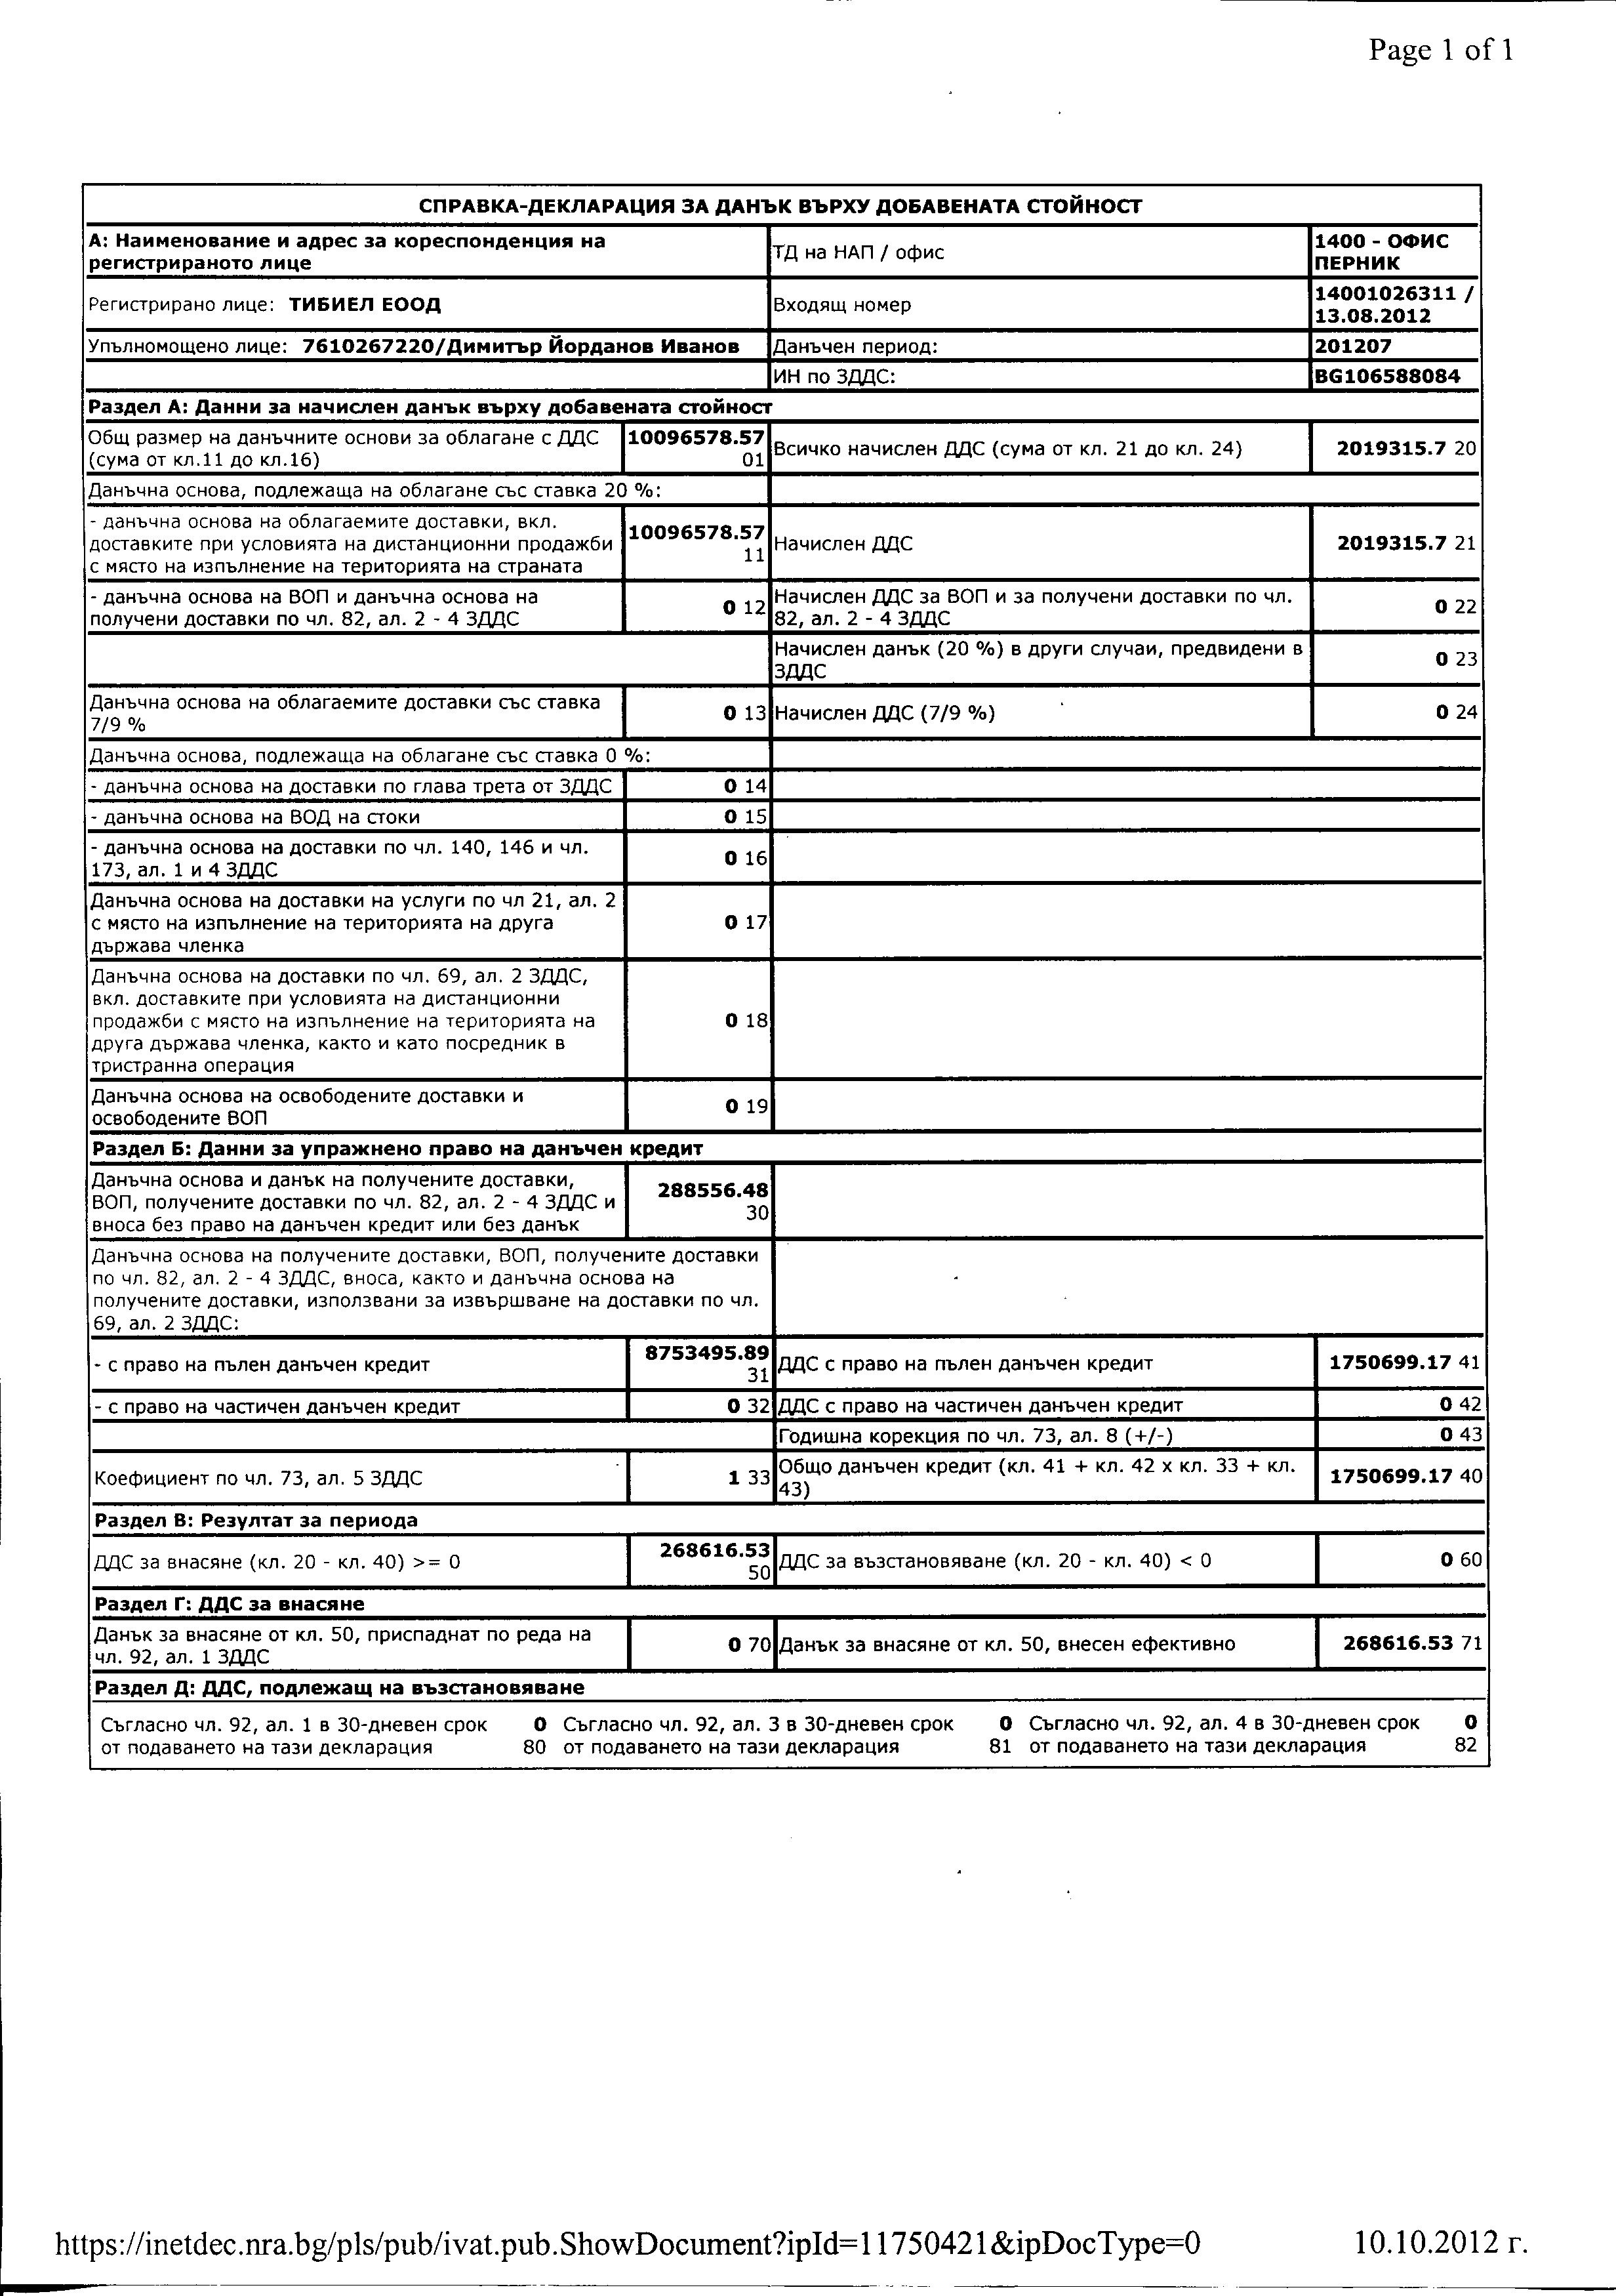 Page 1 of 1
СПРАВКА-ДЕКЛАРАЦИЯ ЗА ДАНЪК ВЪРХУ ДОБАВЕНАТА СТОЙНОСТ
А: Наименование и адрес за кореспонденция на
регистрираното лице
ТД на НАП / офис
1400 - ОФИС
ПЕРНИК
Регистрирано лице: ТИБИЕЛ ЕООД
Входящ номер
14001026311 /
13.08.2012
Упълномощено лице: 7610267220/Димитър Йорданов Иванов
Данъчен период:
201207
ИН по ЗДДС:
BG106588084
Раздел А: Данни за начислен данък върху добавената стойност
Общ размер на данъчните основи за облагане с ДДС
(сума от кл.11 до кл.16)
10096578.57
01
Всичко начислен ДДС (сума от кл. 21 до кл. 24)
2019315.7 20
Данъчна основа, подлежаща на облагане със ставка 20 %:
- данъчна основа на облагаемите доставки, вкл.
доставките при условията на дистанционни продажби
с място на изпълнение на територията на страната
10096578.57
11
Начислен ДДС
2019315.7 21
- данъчна основа на ВОП и данъчна основа на
получени доставки по чл. 82, ал. 2 - 4 ЗДДС
0 12
Начислен ДДС за ВОП и за получени доставки по чл.
82, ал. 2 - 4 ЗДДС
0 22
Начислен данък (20 %) в други случаи, предвидени в
ЗДДС
0 23
Данъчна основа на облагаемите доставки със ставка
7/9 %
0 13
Начислен ДДС (7/9 %)
0 24
Данъчна основа, подлежаща на облагане със ставка 0 %:
- данъчна основа на доставки по глава трета от ЗДДС
0 14
- данъчна основа на ВОД на стоки
0 15
- данъчна основа на доставки по чл. 140, 146 и чл.
173, ал. 1 и 4 ЗДДС
0 16
Данъчна основа на доставки на услуги по чл 21, ал. 2
с място на изпълнение на територията на друга
държава членка
0 17
Данъчна основа на доставки по чл. 69, ал. 2 ЗДДС,
вкл. доставките при условията на дистанционни
продажби с място на изпълнение на територията на
друга държава членка, както и като посредник в
тристранна операция
0 18
Данъчна основа на освободените доставки и
освободените ВОП
0 19
Раздел Б: Данни за упражнено право на данъчен кредит
Данъчна основа и данък на получените доставки,
ВОП, получените доставки по чл. 82, ал. 2 - 4 ЗДДС и
вноса без право на данъчен кредит или без данък
288556.48
30
Данъчна основа на получените доставки, ВОП, получените доставки
по чл. 82, ал. 2 - 4 ЗДДС, вноса, както и данъчна основа на
получените доставки, използвани за извършване на доставки по чл.
69, ал. 2 ЗДДС:
- с право на пълен данъчен кредит
8753495.89
31
ДДС с право на пълен данъчен кредит
1750699.17 41
- с право на частичен данъчен кредит
0 32
ДДС с право на частичен данъчен кредит
0 42
Годишна корекция по чл. 73, ал. 8 (+/-)
0 43
Коефициент по чл. 73, ал. 5 ЗДДС
1 33
Общо данъчен кредит (кл. 41 + кл. 42 х кл. 33 + кл.
43)
1750699.17 40
Раздел В: Резултат за периода
ДДС за внасяне (кл. 20 - кл. 40) >= 0
268616.53
50
ДДС за възстановяване (кл. 20 - кл. 40) < 0
0 60
Раздел Г: ДДС за внасяне
Данък за внасяне от кл. 50, приспаднат по реда на
чл. 92, ал. 1 ЗДДС
0 70
Данък за внасяне от кл. 50, внесен ефективно
268616.53 71
Раздел Д: ДДС, подлежащ на възстановяване
Съгласно чл. 92, ал. 1 в 30-дневен срок 0 Съгласно чл. 92, ал. 3 в 30-дневен срок 0 Съгласно чл. 92, ал. 4 в 30-дневен срок 0
от подаването на тази декларация 80 от подаването на тази декларация 81 от подаването на тази декларация 82
https://inetdec.nra.bg/pls/pub/ivat.pub.ShowDocument?ipId=11750421&ipDocType=0 10.10.2012 г.